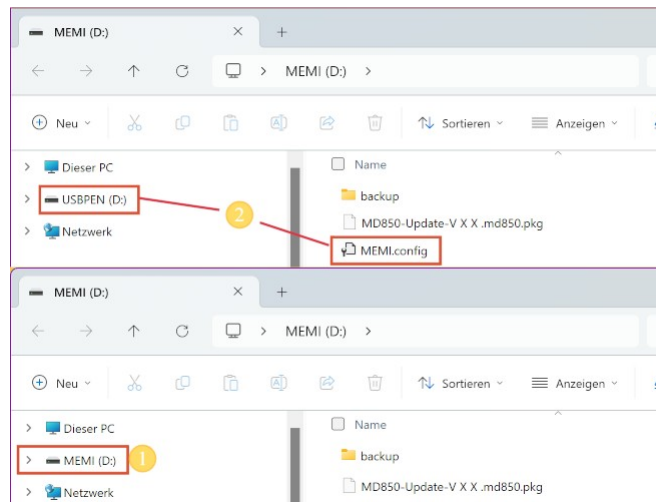 MEMI (D:)
MEMI (D:)
Neu
Sortieren
Anzeigen
Dieser PC
USBPEN (D:)
Netzwerk
Name
backup
MD850-Update-V X X .md850.pkg
MEMI.config
2
MEMI (D:)
MEMI (D:)
Neu
Sortieren
Anzeigen
Dieser PC
MEMI (D:)
1
Netzwerk
Name
backup
MD850-Update-V X X .md850.pkg